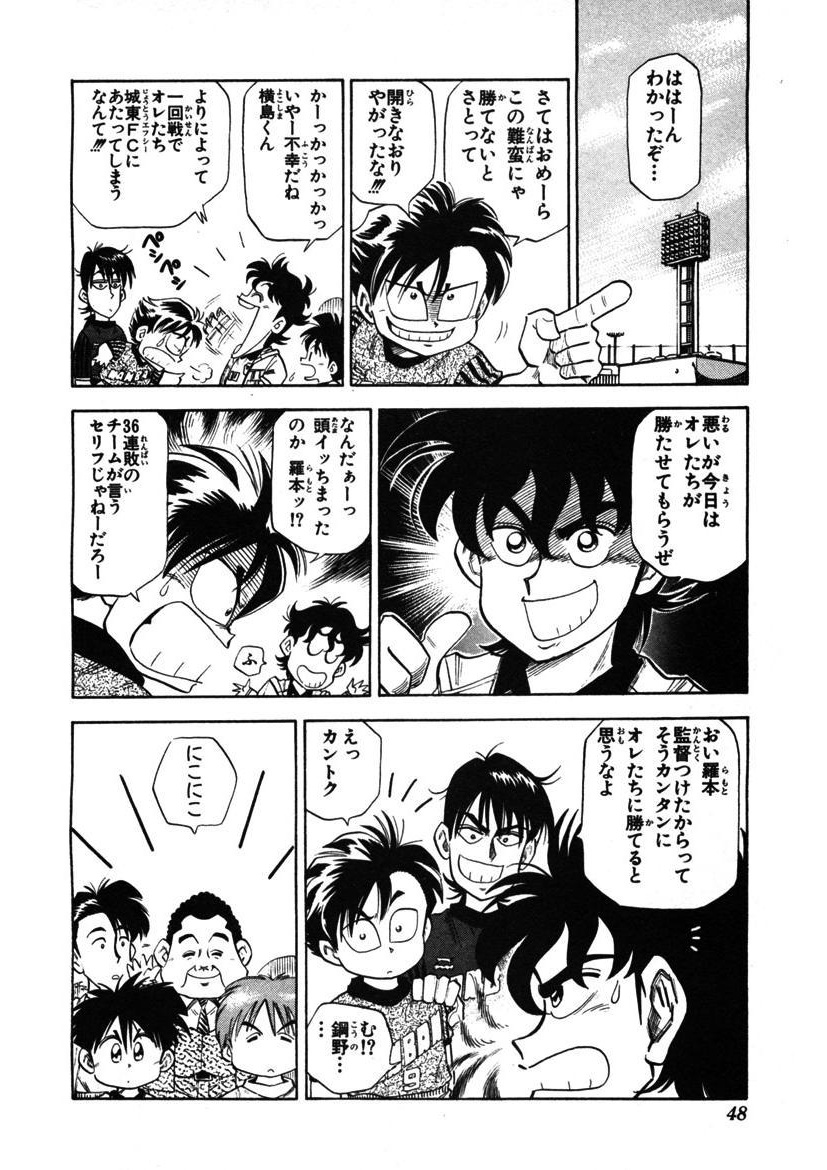 ははーん
わかったぞ…
さてはおめーら
この難蛮にゃ
勝てないと
さとって
開きなおり
やがったな!!!
かーっかっかっかっ
いやー不幸だね
横島くん
よりによって
一回戦で
オレたち
城東FCに
あたってしまう
なんて!!!
ペシペシ
悪いが今日は
オレたちが
勝たせてもらうぜ
なんだぁーっ
頭イッちまった
のか 羅本ッ!?
36連敗の
チームが言う
セリフじゃねーだろー
ふ
おい羅本
監督つけたからって
そうカンタンに
オレたちに勝てると
思うなよ
えっ
カントク
む!?
鋼野…
…
9
にこにこ
48